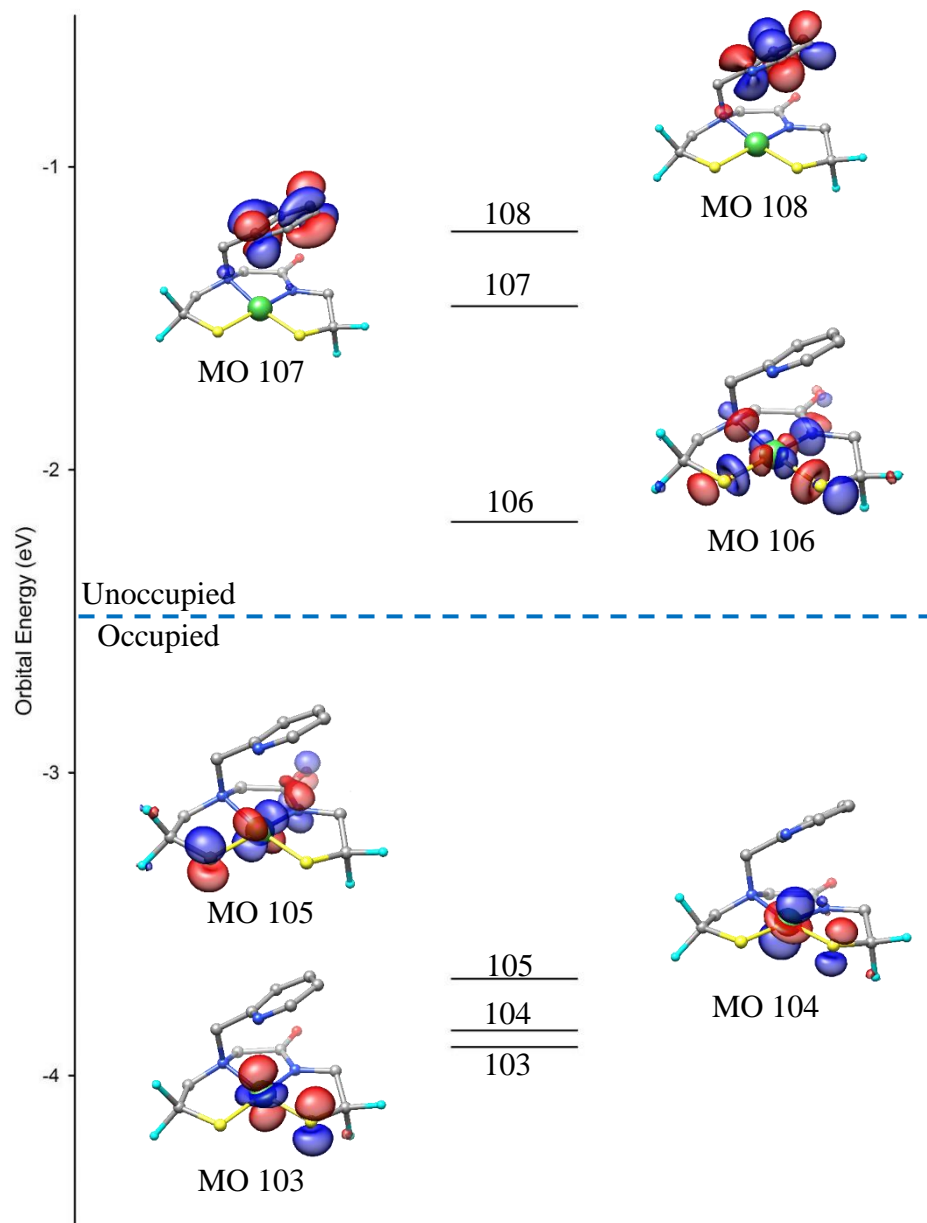 MO 108
-1
108
107
MO 107
-2
106
MO 106
Unoccupied
Occupied
Orbital Energy (eV)
-3
MO 105
105
MO 104
104
103
-4
MO 103